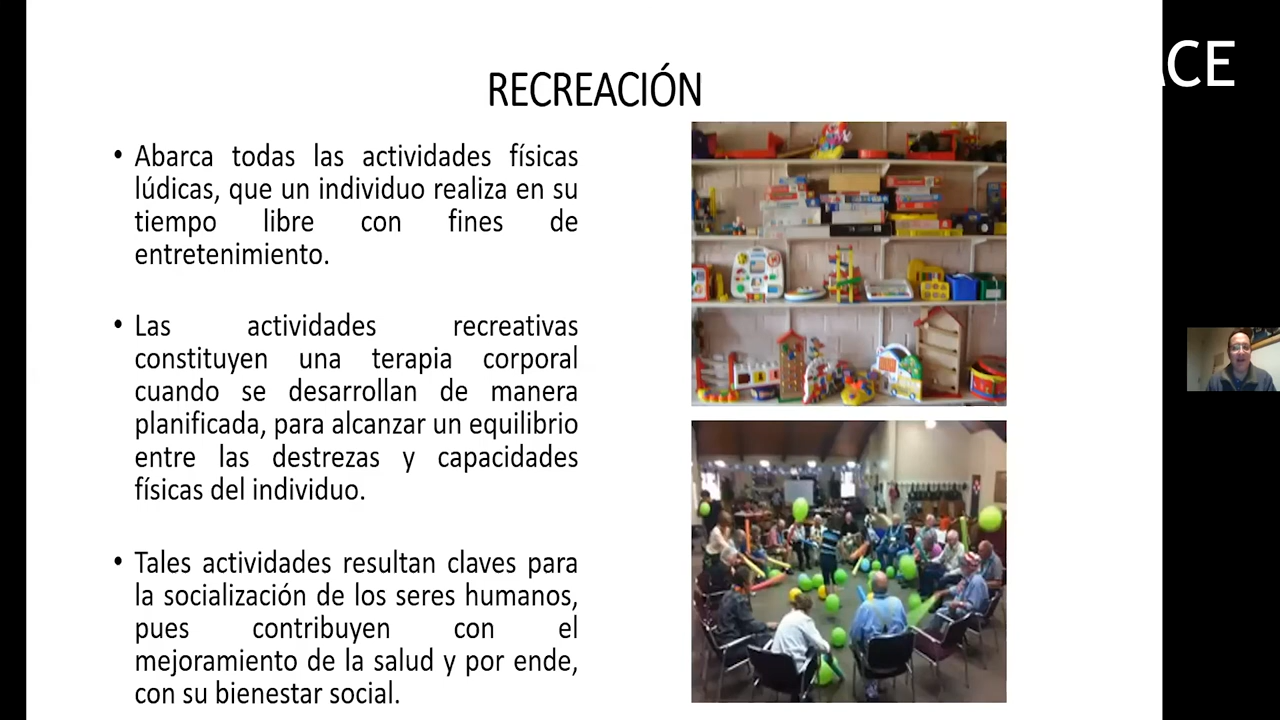 RECREACIÓN
• Abarca todas las actividades físicas
lúdicas, que un individuo realiza en su
tiempo libre con fines de
entretenimiento.
• Las actividades recreativas
constituyen una terapia corporal
cuando se desarrollan de manera
planificada, para alcanzar un equilibrio
entre las destrezas y capacidades
físicas del individuo.
• Tales actividades resultan claves para
la socialización de los seres humanos,
pues contribuyen con el
mejoramiento de la salud y por ende,
con su bienestar social.